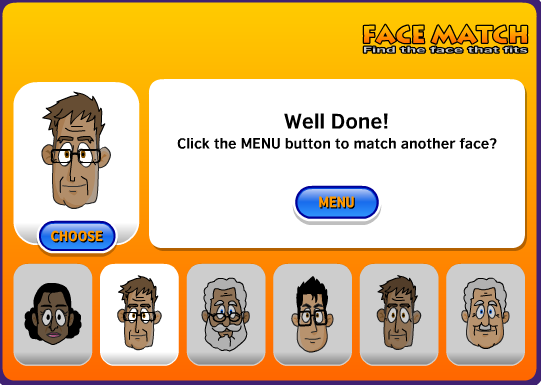 FACE MATCH
Find the face that fits
Well Done!
Click the MENU button to match another face?
MENU
CHOOSE